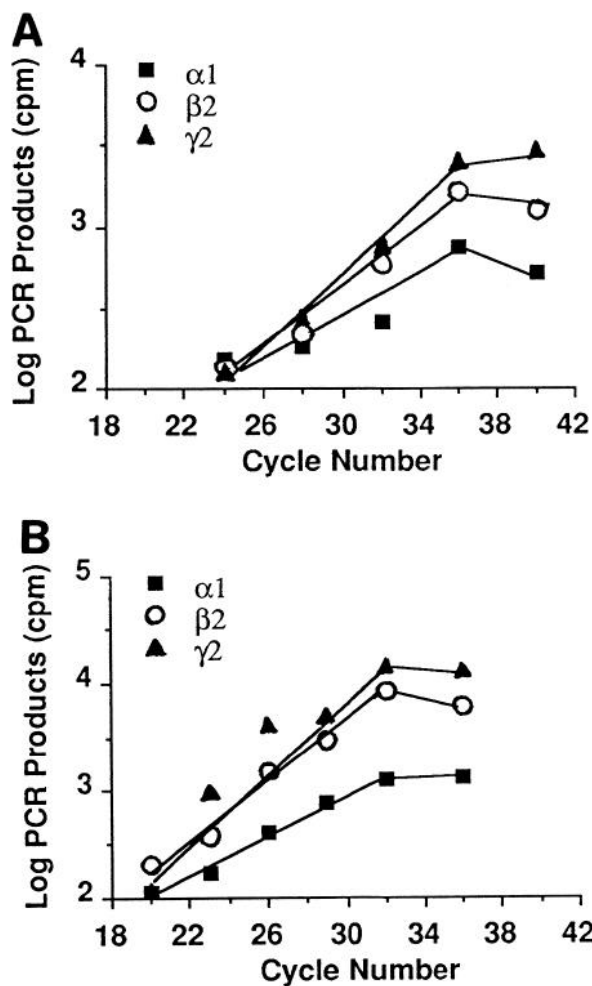 A
Log PCR Products (cpm)
4
3
2
α1
β2
γ2
18 22 26 30 34 38 42
Cycle Number
B
Log PCR Products (cpm)
5
4
3
2
α1
β2
γ2
18 22 26 30 34 38 42
Cycle Number